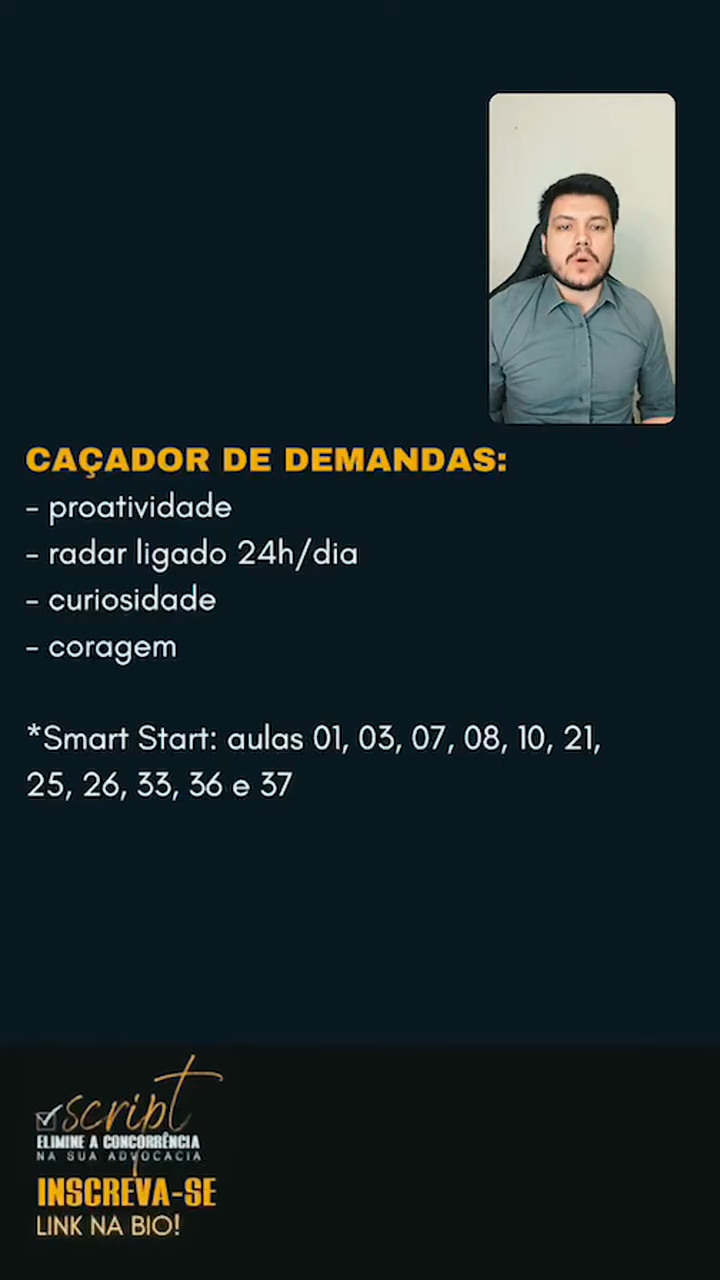 CAÇADOR DE DEMANDAS:
- proatividade
- radar ligado 24h/dia
- curiosidade
- coragem
*Smart Start: aulas 01, 03, 07, 08, 10, 21,
25, 26, 33, 36 e 37
script
ELIMINE A CONCORRÊNCIA
NA SUA ADVOCACIA
INSCREVA-SE
LINK NA BIO!